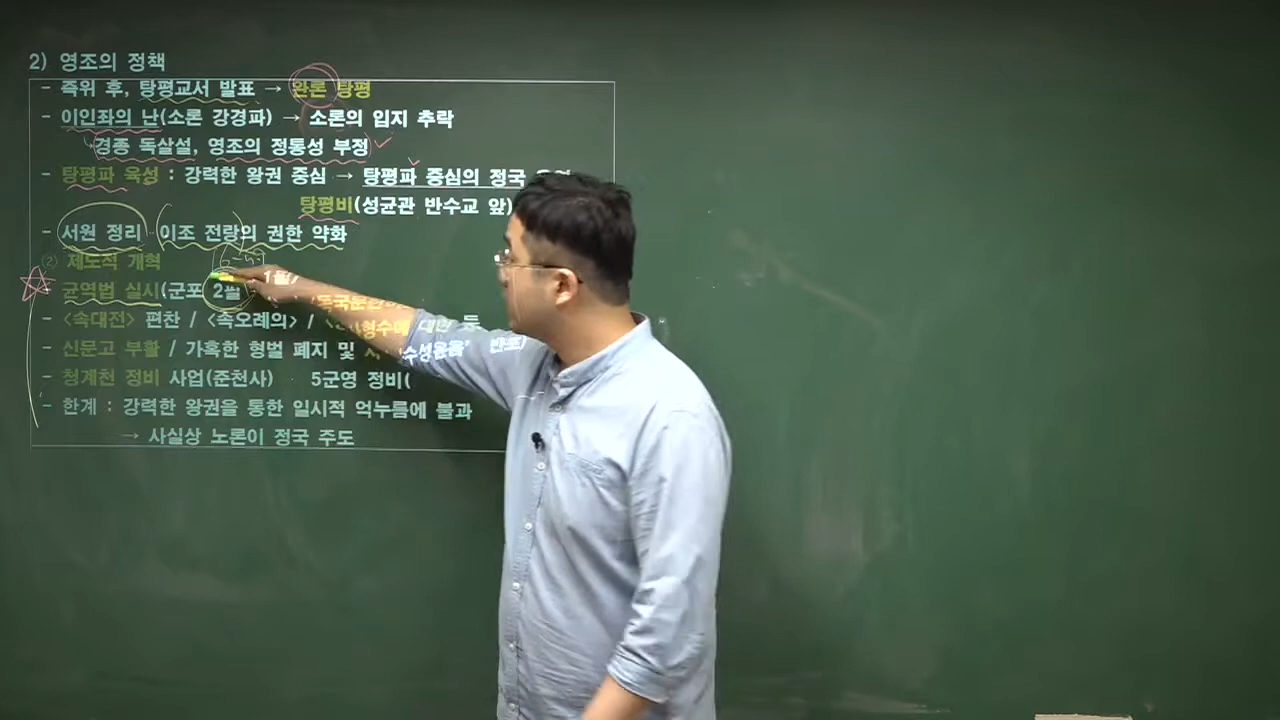 2) 영조의 정책
- 즉위 후, 탕평교서 발표 → 완론 탕평
- 이인좌의 난(소론 강경파) → 소론의 입지 추락
경종 독살설, 영조의 정통성 부정
- 탕평파 육성 : 강력한 왕권 중심 → 탕평파 중심의 정국
탕평비(성균관 반수교 앞)
- 서원 정리 이조 전랑의 권한 약화
② 제도적 개혁
- 균역법 실시(군포 2필 1필)
- <속대전> 편찬 / <속오례의> /
- 신문고 부활 / 가혹한 형벌 폐지 및
- 청계천 정비 사업(준천사) 5군영 정비(
- 한계 : 강력한 왕권을 통한 일시적 억누름에 불과
→ 사실상 노론이 정국 주도